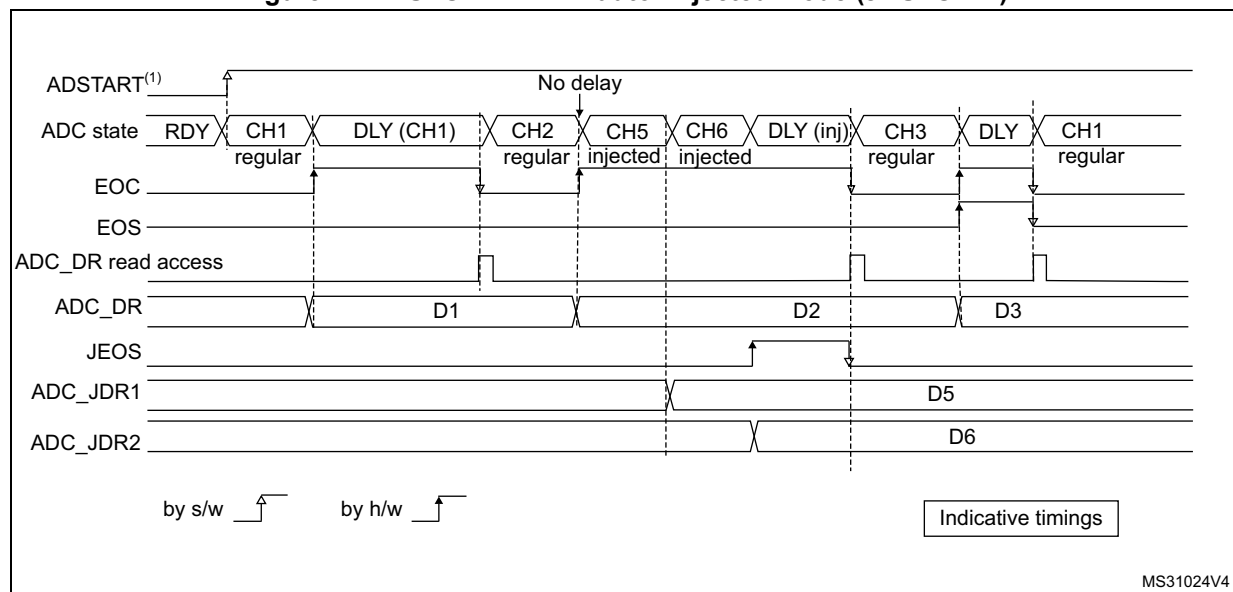 ADSTART(1)
No delay
ADC state RDY CH1 DLY (CH1) CH2 CH5 CH6 DLY (inj) CH3 DLY CH1
regular regular injected injected regular regular
EOC
EOS
ADC_DR read access
ADC_DR D1 D2 D3
JEOS
ADC_JDR1 D5
ADC_JDR2 D6
by s/w by h/w Indicative timings
MS31024V4